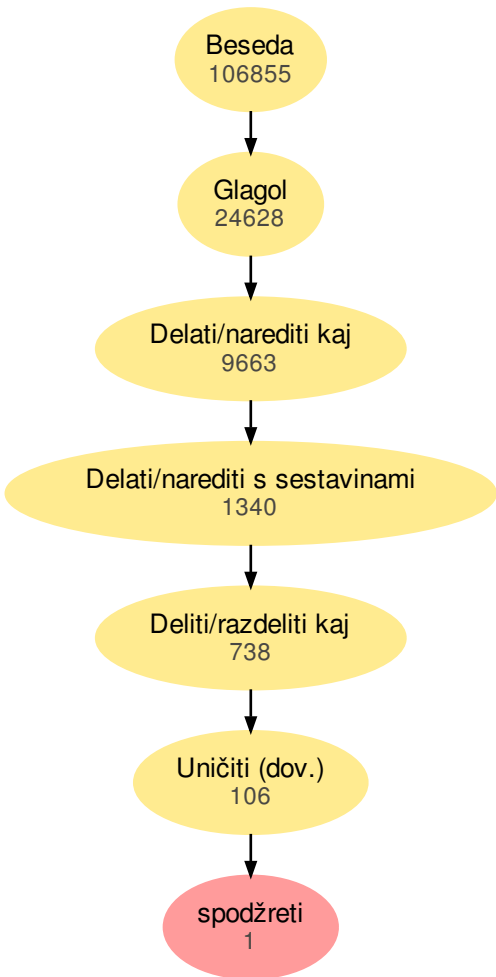 Beseda
106855
Glagol
24628
Delati/narediti kaj
9663
Delati/narediti s sestavinami
1340
Deliti/razdeliti kaj
738
Uničiti (dov.)
106
spodžreti
1